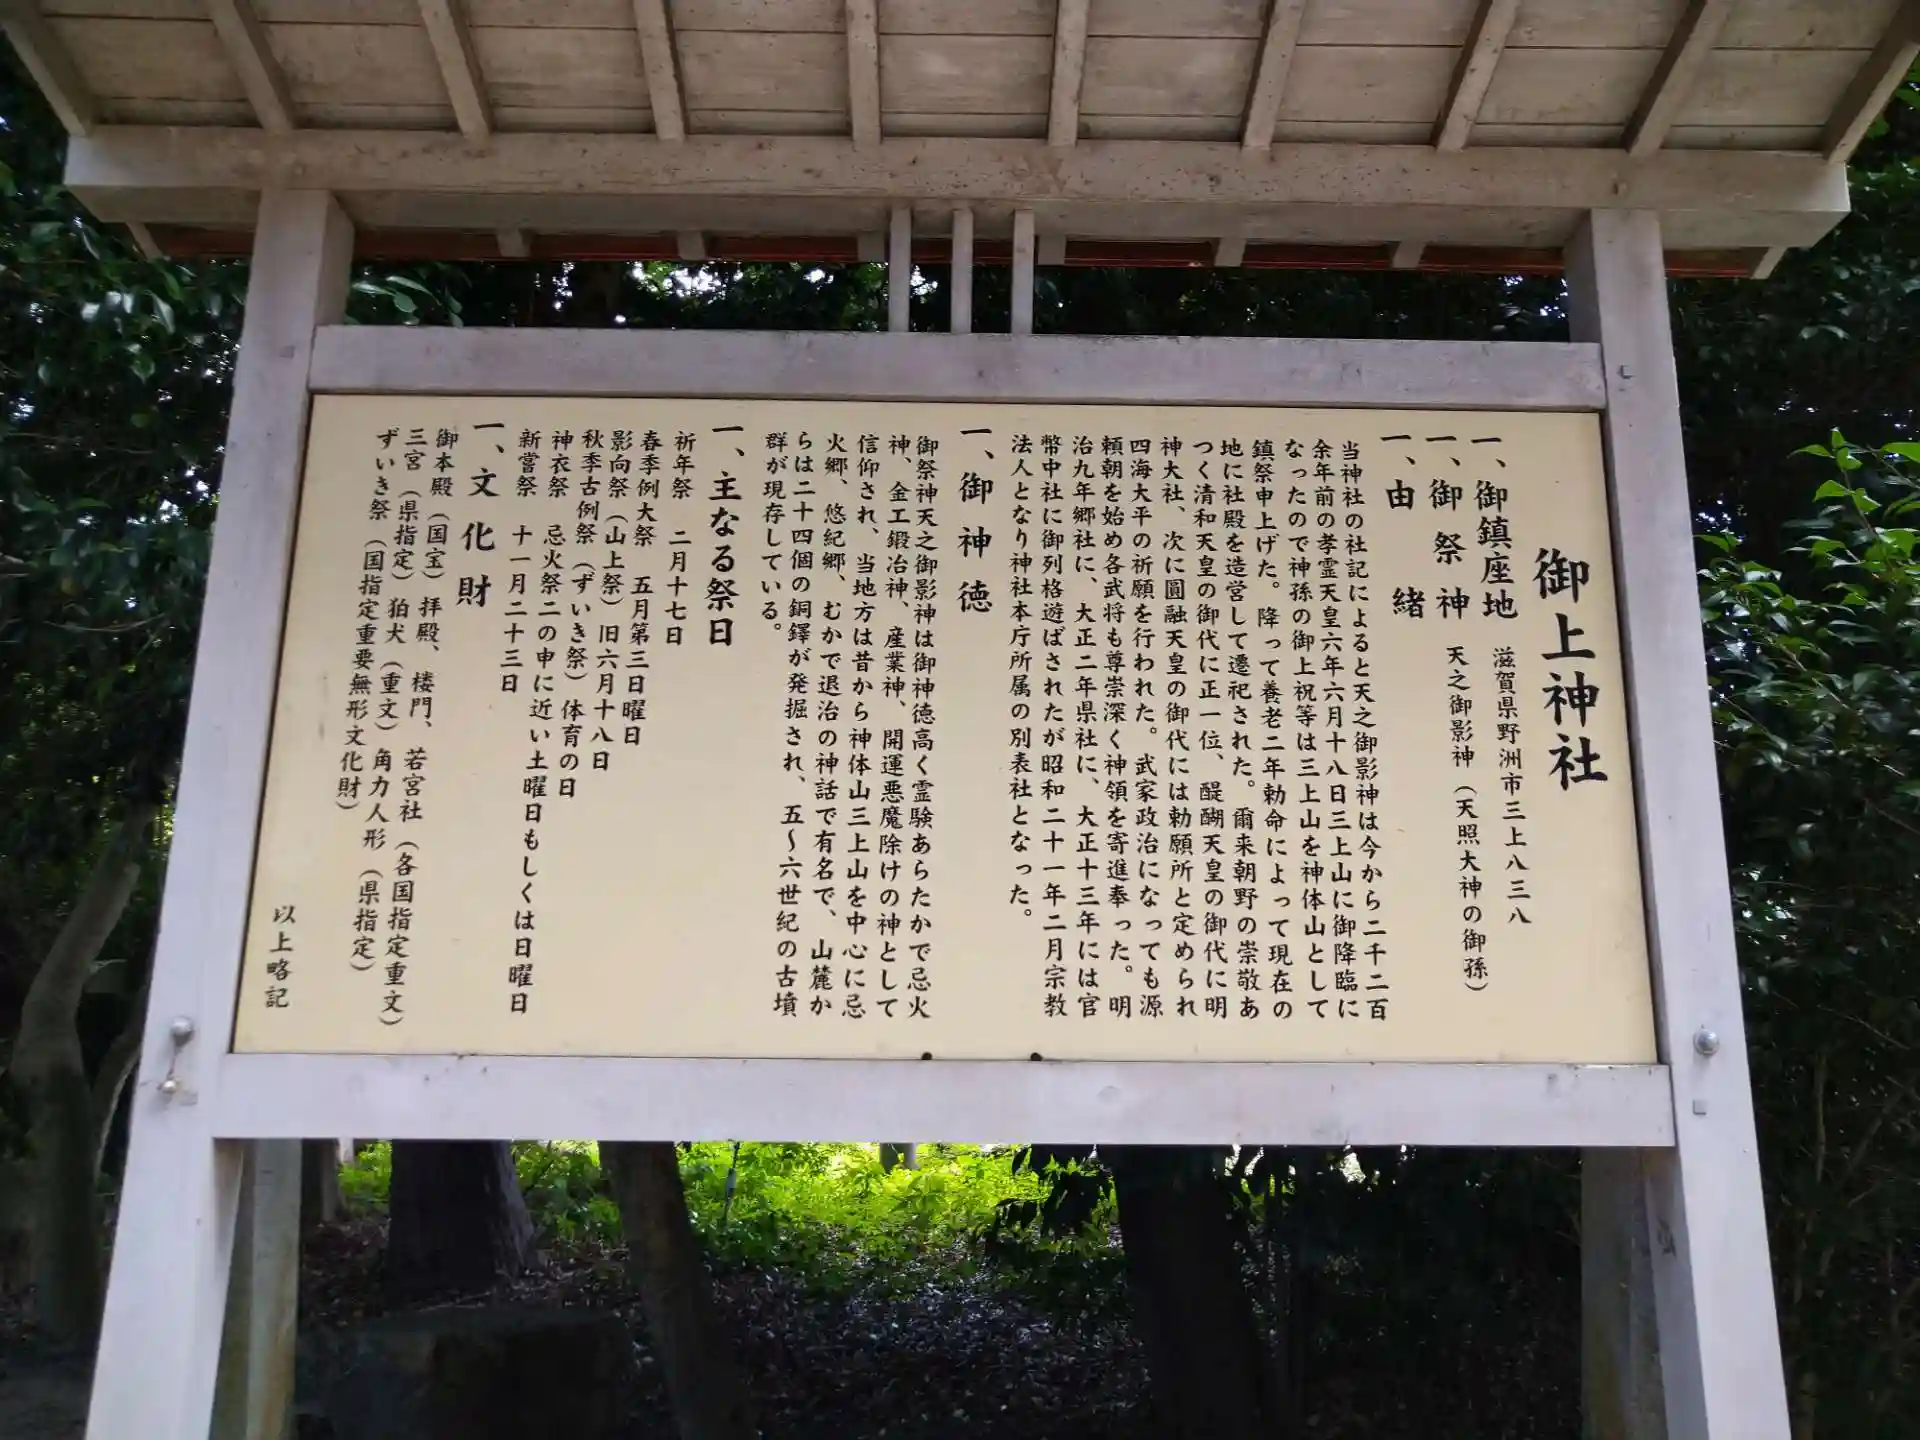 御上神社
一、御鎮座地 滋賀県野洲市三上八三八
一、御祭神 天之御影神（天照大神の御孫）
一、由緒
当神社の社記によると天之御影神は今から二千二百
余年前の孝霊天皇六年六月十八日三上山に御降臨に
なったので神孫の御上祝等は三上山を神体山として
鎮祭申上げた。降って養老二年勅命によって現在の
地に社殿を造営して遷祀された。爾来朝野の崇敬あ
つく清和天皇の御代に正一位、醍醐天皇の御代に明
神大社、次に圓融天皇の御代には勅願所と定められ
四海大平の祈願を行われた。武家政治になっても源
頼朝を始め各武将も尊崇深く神領を寄進奉った。明
治九年郷社に、大正二年県社に、大正十三年には官
幣中社に御列格遊ばされたが昭和二十一年二月宗教
法人となり神社本庁所属の別表社となった。
一、御神徳
御祭神天之御影神は御神徳高く霊験あらたかで忌火
神、金工鍛冶神、産業神、開運悪魔除けの神として
信仰され、当地方は昔から神体山三上山を中心に忌
火郷、悠紀郷、むかで退治の神話で有名で、山麓か
らは二十四個の銅鐸が発掘され、五～六世紀の古墳
群が現存している。
一、主なる祭日
祈年祭 二月十七日
春季例大祭 五月第三日曜日
影向祭（山上祭）旧六月十八日
秋季古例祭（ずいき祭）体育の日
神衣祭 忌火祭二の申に近い土曜日もしくは日曜日
新嘗祭 十一月二十三日
一、文化財
御本殿（国宝）拝殿、楼門、若宮社（各国指定重文）
三宮（県指定）狛犬（重文）角力人形（県指定）
ずいき祭（国指定重要無形文化財）
以上略記